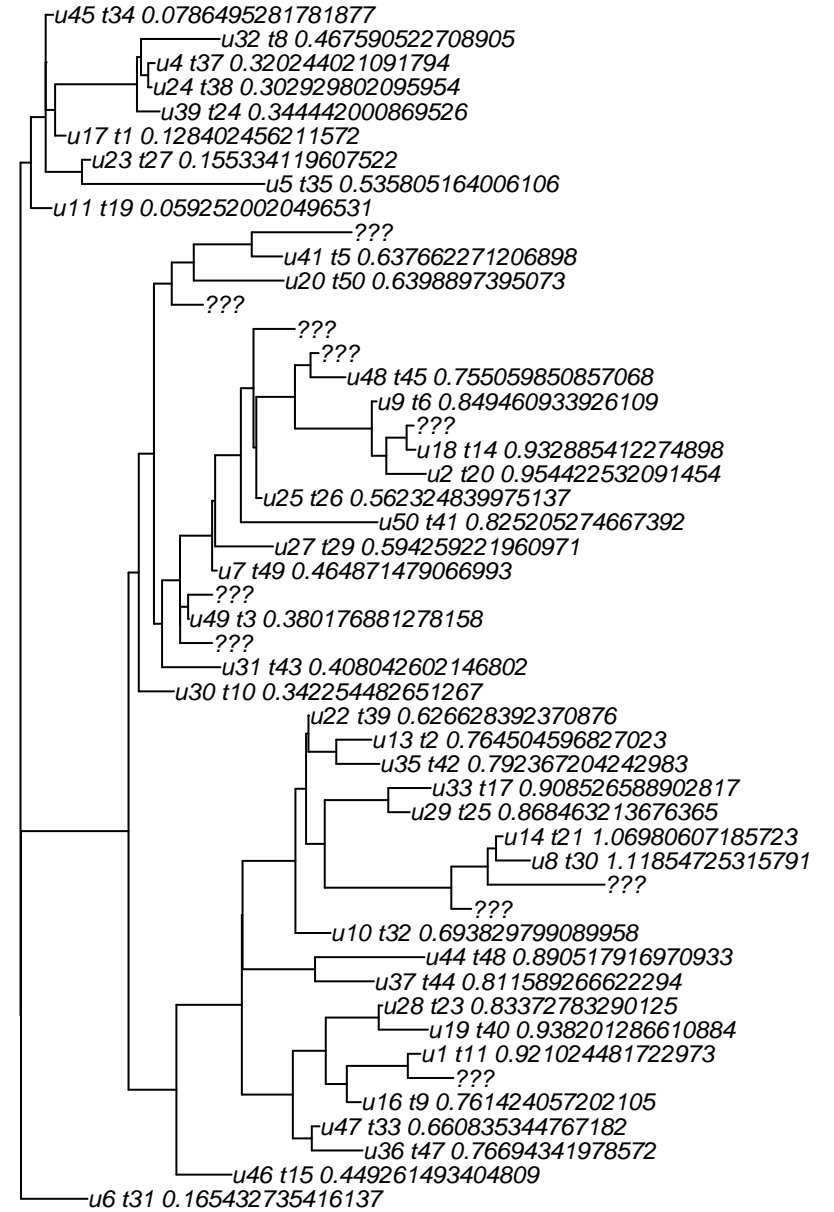 u45 t34 0.0786495281781877
u32 t8 0.467590522708905
u4 t37 0.320244021091794
u24 t38 0.302929802095954
u39 t24 0.344442000869526
u17 t1 0.128402456211572
u23 t27 0.155334119607522
u5 t35 0.535805164006106
u11 t19 0.0592520020496531
???
u41 t5 0.637662271206898
u20 t50 0.6398897395073
???
???
???
u48 t45 0.755059850857068
u9 t6 0.849460933926109
???
u18 t14 0.932885412274898
u2 t20 0.954422532091454
u25 t26 0.562324839975137
u50 t41 0.825205274667392
u27 t29 0.594259221960971
u7 t49 0.464871479066993
???
u49 t3 0.380176881278158
???
u31 t43 0.408042602146802
u30 t10 0.342254482651267
u22 t39 0.626628392370876
u13 t2 0.764504596827023
u35 t42 0.792367204242983
u33 t17 0.908526588902817
u29 t25 0.868463213676365
u14 t21 1.06980607185723
u8 t30 1.11854725315791
???
???
u10 t32 0.693829799089958
u44 t48 0.890517916970933
u37 t44 0.811589266622294
u28 t23 0.83372783290125
u19 t40 0.938201286610884
u1 t11 0.921024481722973
???
u16 t9 0.761424057202105
u47 t33 0.660835344767182
u36 t47 0.76694341978572
u46 t15 0.449261493404809
u6 t31 0.165432735416137